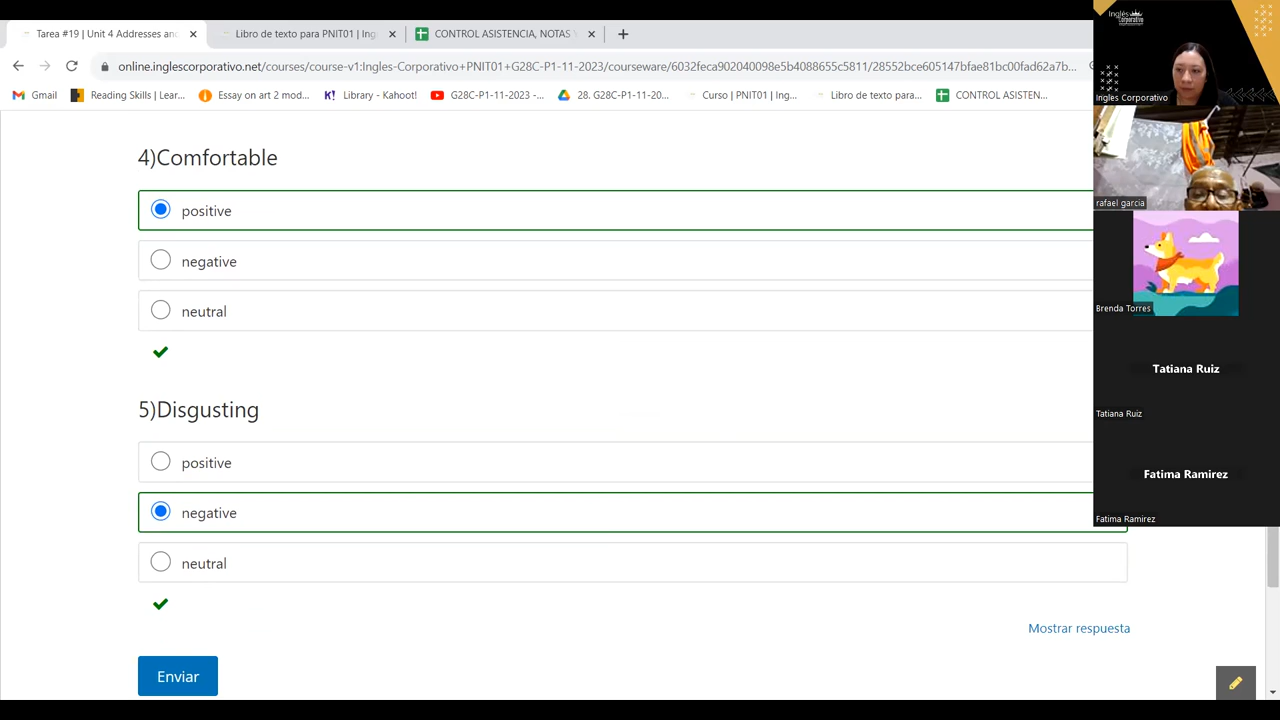 Tarea #19 | Unit 4 Addresses and
Libro de texto para PNIT01 | Ing
CONTROL ASISTENCIA, NOTAS
online.inglescorporativo.net/courses/course-v1:Ingles-Corporativo+PNIT01+G28C-P1-11-2023/courseware/6032feca902040098e5b4088655c5811/28552bce605147bfae81bc00fad62a7b...
Gmail
Reading Skills | Lear...
Essay on art 2 mod...
Library - Kami
G28C-P1-11-2023 -...
28. G28C-P1-11-202...
Curso | PNIT01 | Ing...
Libro de texto para...
CONTROL ASISTEN...
4)Comfortable
positive
negative
neutral
5)Disgusting
positive
negative
neutral
Mostrar respuesta
Enviar
Inglés
Corporativo
Ingles Corporativo
rafael garcia
Brenda Torres
Tatiana Ruiz
Tatiana Ruiz
Fatima Ramirez
Fatima Ramirez